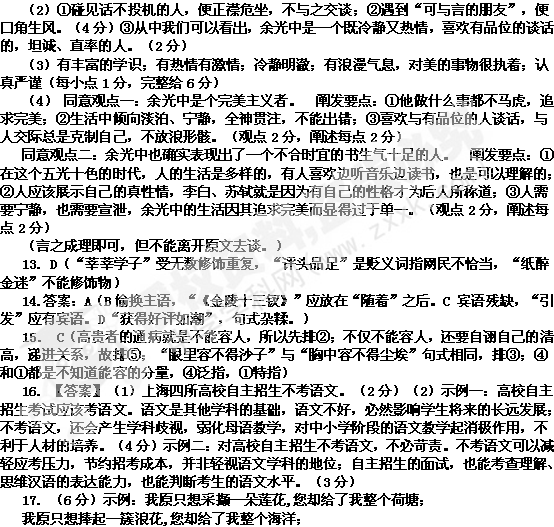 （2）①碰见话不投机的人，便正襟危坐，不与之交谈；②遇到“可与言的朋友”，便
口角生风。（4分）③从中我们可以看出，余光中是一个既冷静又热情，喜欢有品位的谈话
的，坦诚、直率的人。（2分）
（3）有丰富的学识；有热情有激情；冷静明澈；有浪漫气息，对美的事物很执着；认
真严谨（每小点1分，完整给6分）
（4） 同意观点一：余光中是个完美主义者。 阐发要点：①他做什么事都不马虎，追
求完美；②生活中倾向淡泊、宁静，全神贯注，不能出错；③喜欢与有品位的人谈话，与
人交际总是克制自己，不放浪形骸。（观点2分，阐述每点2分）
同意观点二：余光中也确实表现出了一个不合时宜的书生气十足的人。 阐发要点：①
在这个五光十色的时代，人的生活是多样的，有人喜欢边听音乐边读书，也是可以理解的；
②人应该展示自己的真性情，李白、苏轼就是因为有自己的性格才为后人所称道；③人需
要宁静，也需要宣泄，余光中的生活因其追求完美而显得过于单一。（观点2分，阐述每
点2分）
（言之成理即可，但不能离开原文去谈。）
13. D（“莘莘学子”受无数修饰重复，“评头品足”是贬义词指网民不恰当，“纸醉
金迷”不能修饰物）
14.答案：A（B偷换主语，“《金陵十三钗》”应放在“随着”之后。C 宾语残缺，“引
发”应有宾语。D“获得好评如潮”，句式杂糅。）
15. C（高贵者的通病就是不能容人，所以先排②；不仅不能容人，还要自诩自己的清
高，递进关系，故排⑤；“眼里容不得沙子”与“胸中容不得尘埃”句式相同，排③；④
和①都是不知道能容的分量，④泛指，①特指）
16. 【答案】（1）上海四所高校自主招生不考语文。（2分）（2）示例一：高校自主
招生考试应该考语文。语文是其他学科的基础，语文不好，必然影响学生将来的长远发展；
不考语文，还会产生学科歧视，弱化母语教学，对中小学阶段的语文教学起消极作用，不
利于人材的培养。（4分）示例二：对高校自主招生不考语文，不必苛责。不考语文可以减
轻应考压力，节约招考成本，并非轻视语文学科的地位；自主招生的面试，也能考查理解、
思维汉语的表达能力，也能判断考生的语文水平。（3分）
17. （6分）示例：我原只想采撷一朵莲花,您却给了我整个荷塘；
我原只想捧起一簇浪花,您却给了我整个海洋；